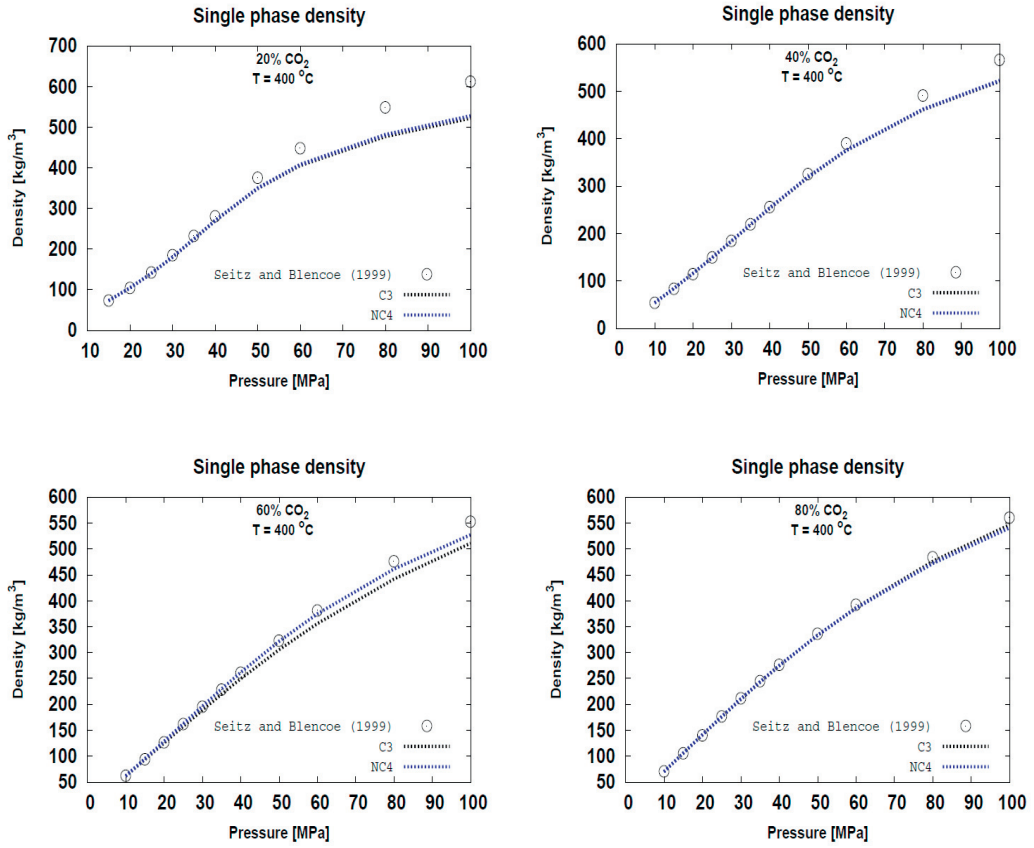 Single phase density
20% CO2
T = 400 °C
700
600
500
400
300
200
100
0
Density [kg/m3]
Seitz and Blencoe (1999)
C3
NC4
10 20 30 40 50 60 70 80 90 100
Pressure [MPa]
Single phase density
40% CO2
T = 400 °C
600
500
400
300
200
100
0
Density [kg/m3]
Seitz and Blencoe (1999)
C3
NC4
0 10 20 30 40 50 60 70 80 90 100
Pressure [MPa]
Single phase density
60% CO2
T = 400 °C
600
550
500
450
400
350
300
250
200
150
100
50
Density [kg/m3]
Seitz and Blencoe (1999)
C3
NC4
0 10 20 30 40 50 60 70 80 90 100
Pressure [MPa]
Single phase density
80% CO2
T = 400 °C
600
550
500
450
400
350
300
250
200
150
100
50
Density [kg/m3]
Seitz and Blencoe (1999)
C3
NC4
0 10 20 30 40 50 60 70 80 90 100
Pressure [MPa]